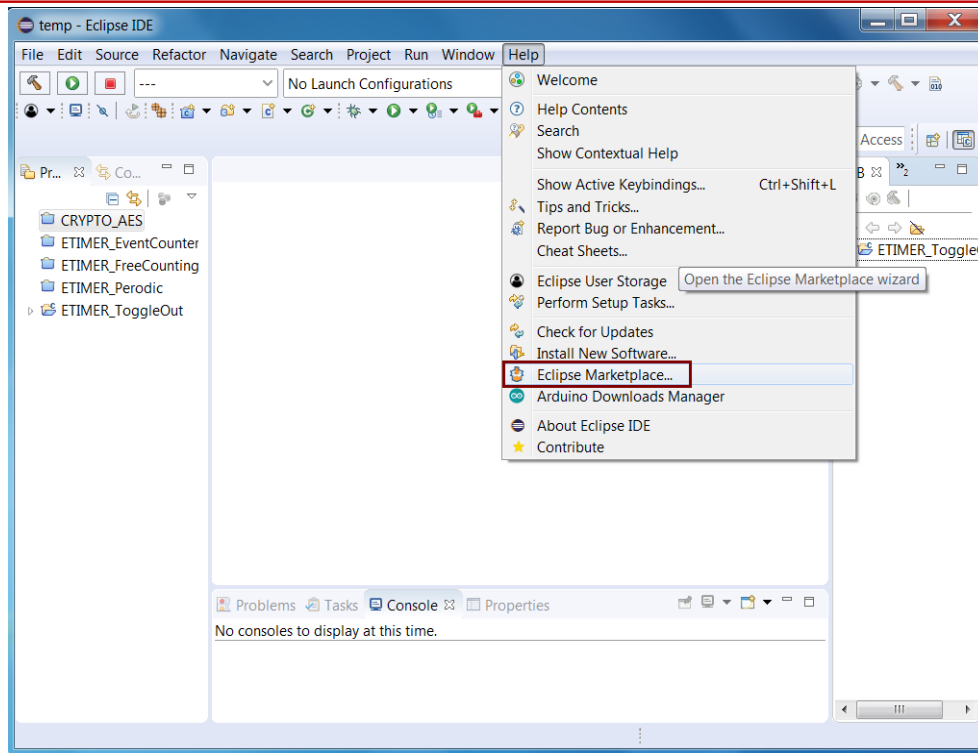 temp - Eclipse IDE
File Edit Source Refactor Navigate Search Project Run Window Help
--- No Launch Configurations
Access
Pr... Co...
B 2
CRYPTO_AES
ETIMER_EventCounter
ETIMER_FreeCounting
ETIMER_Perodic
ETIMER_ToggleOut
Welcome
Help Contents
Search
Show Contextual Help
Show Active Keybindings... Ctrl+Shift+L
Tips and Tricks...
Report Bug or Enhancement...
Cheat Sheets...
Eclipse User Storage
Open the Eclipse Marketplace wizard
Perform Setup Tasks...
Check for Updates
Install New Software...
Eclipse Marketplace...
Arduino Downloads Manager
About Eclipse IDE
Contribute
ETIMER_Toggle
Problems Tasks Console Properties
No consoles to display at this time.